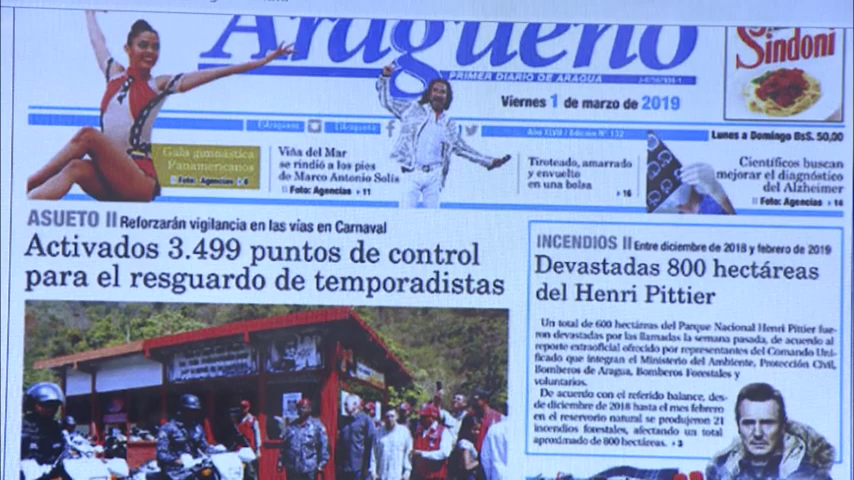 Aragüeño
Sindoni
PRIMER DIARIO DE ARAGUA
Viernes 1 de marzo de 2019
Año XLVII / Edición N° 132
Lunes a Domingo BsS. 50,00
Gala gimnástica
Panamericanos
Foto: Agencias • 6
Viña del Mar
se rindió a los pies
de Marco Antonio Solís
Foto: Agencias • 11
Tiroteado, amarrado
y envuelto
en una bolsa
• 16
Científicos buscan
mejorar el diagnóstico
del Alzheimer
Foto: Agencias • 14
ASUETO II Reforzarán vigilancia en las vías en Carnaval
Activados 3.499 puntos de control
para el resguardo de temporadistas
INCENDIOS II Entre diciembre de 2018 y febrero de 2019
Devastadas 800 hectáreas
del Henri Pittier
Un total de 600 hectáreas del Parque Nacional Henri Pittier fue-
ron devastadas por las llamadas la semana pasada, de acuerdo al
reporte extraoficial ofrecido por representantes del Comando Uni-
ficado que integran el Ministerio del Ambiente, Protección Civil,
Bomberos de Aragua, Bomberos Forestales y
voluntarios.
De acuerdo con el referido balance, des-
de diciembre de 2018 hasta el mes febrero
en el reservorio natural se produjeron 21
incendios forestales, afectando un total
aproximado de 800 hectáreas. • 3